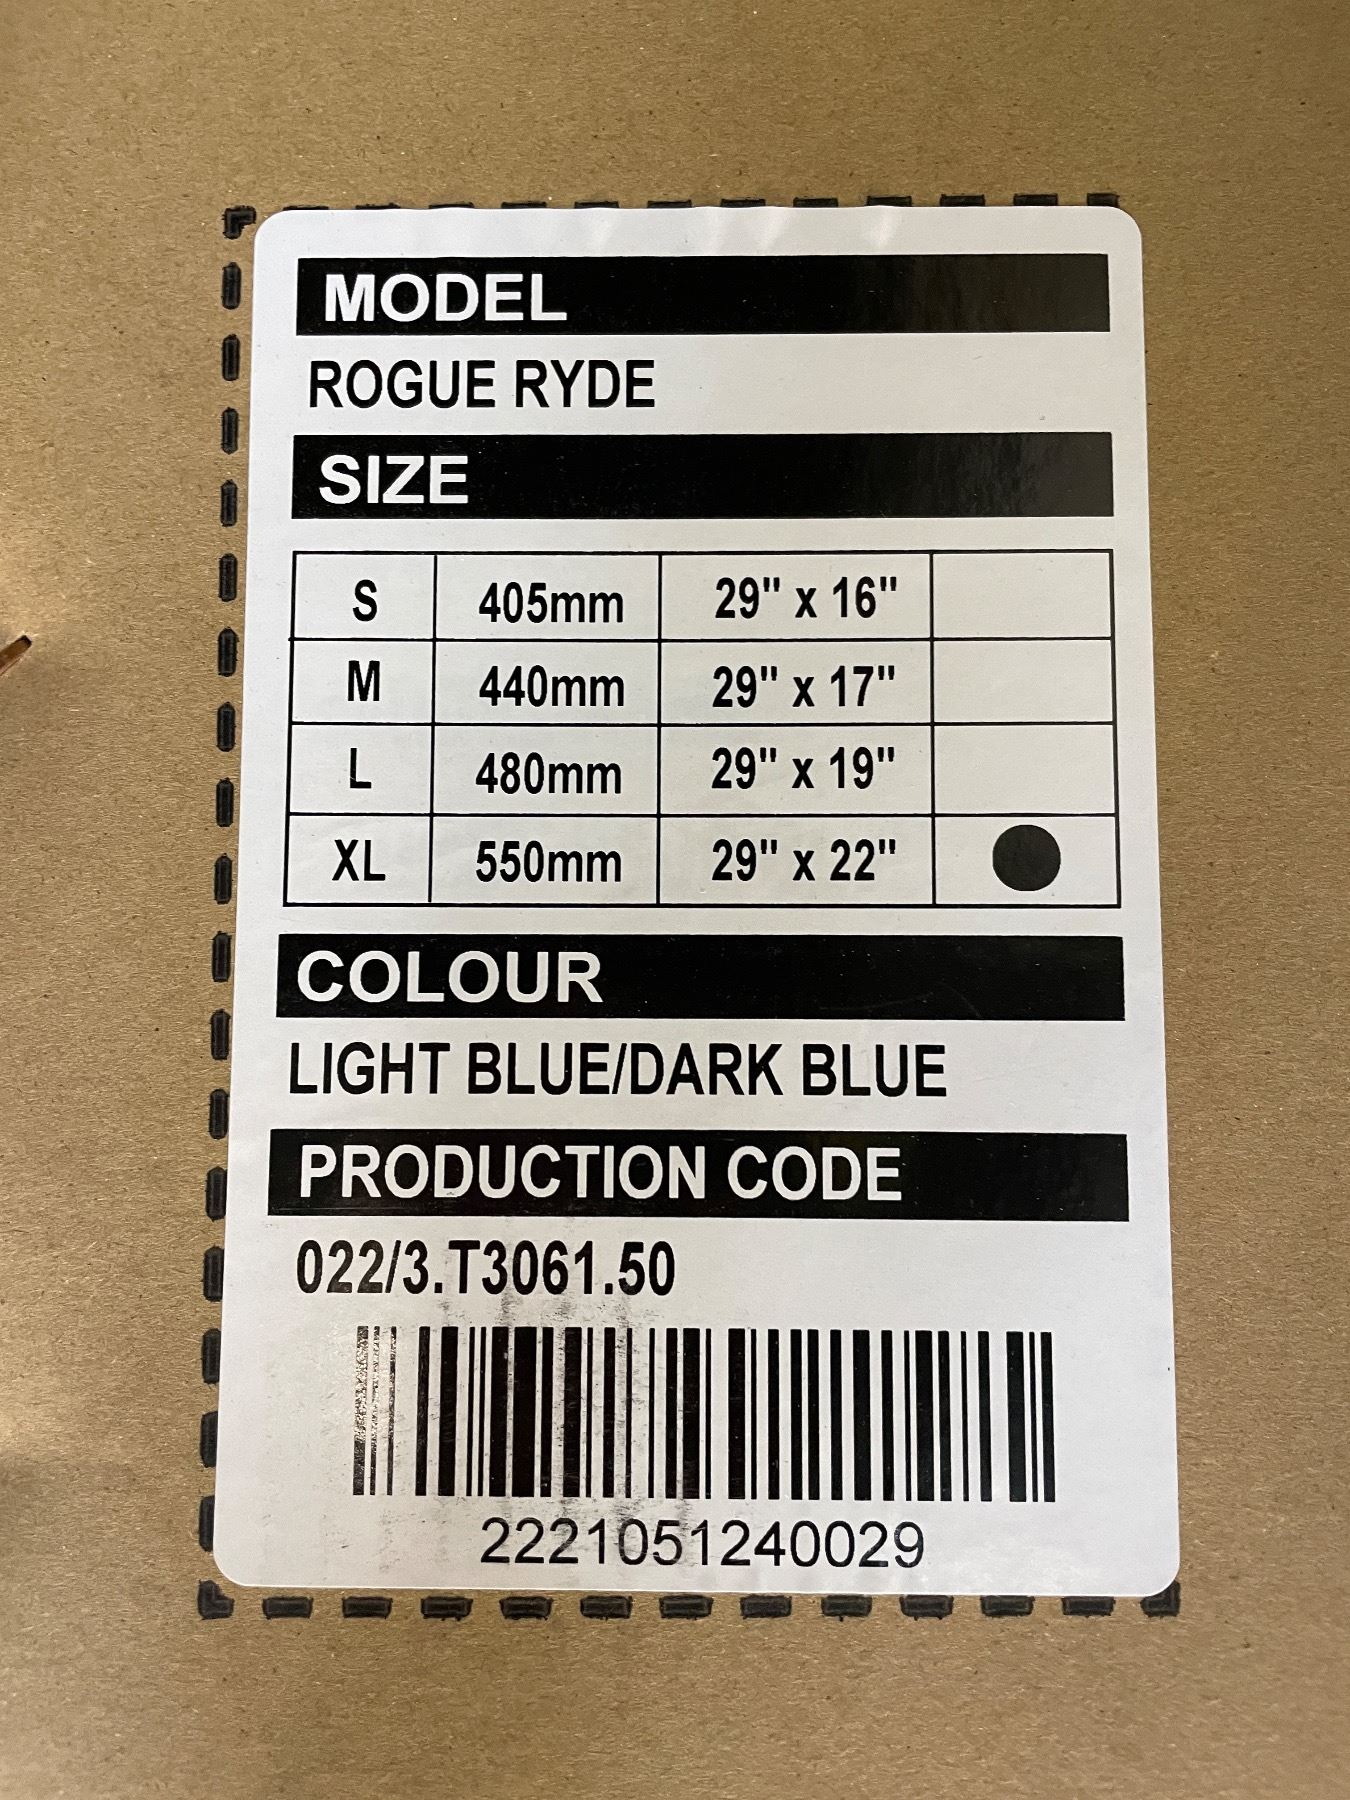 MODEL
ROGUE RYDE
SIZE
S 405mm 29" x 16"
M 440mm 29" x 17"
L 480mm 29" x 19"
XL 550mm 29" x 22"
COLOUR
LIGHT BLUE/DARK BLUE
PRODUCTION CODE
022/3.T3061.50
2221051240029